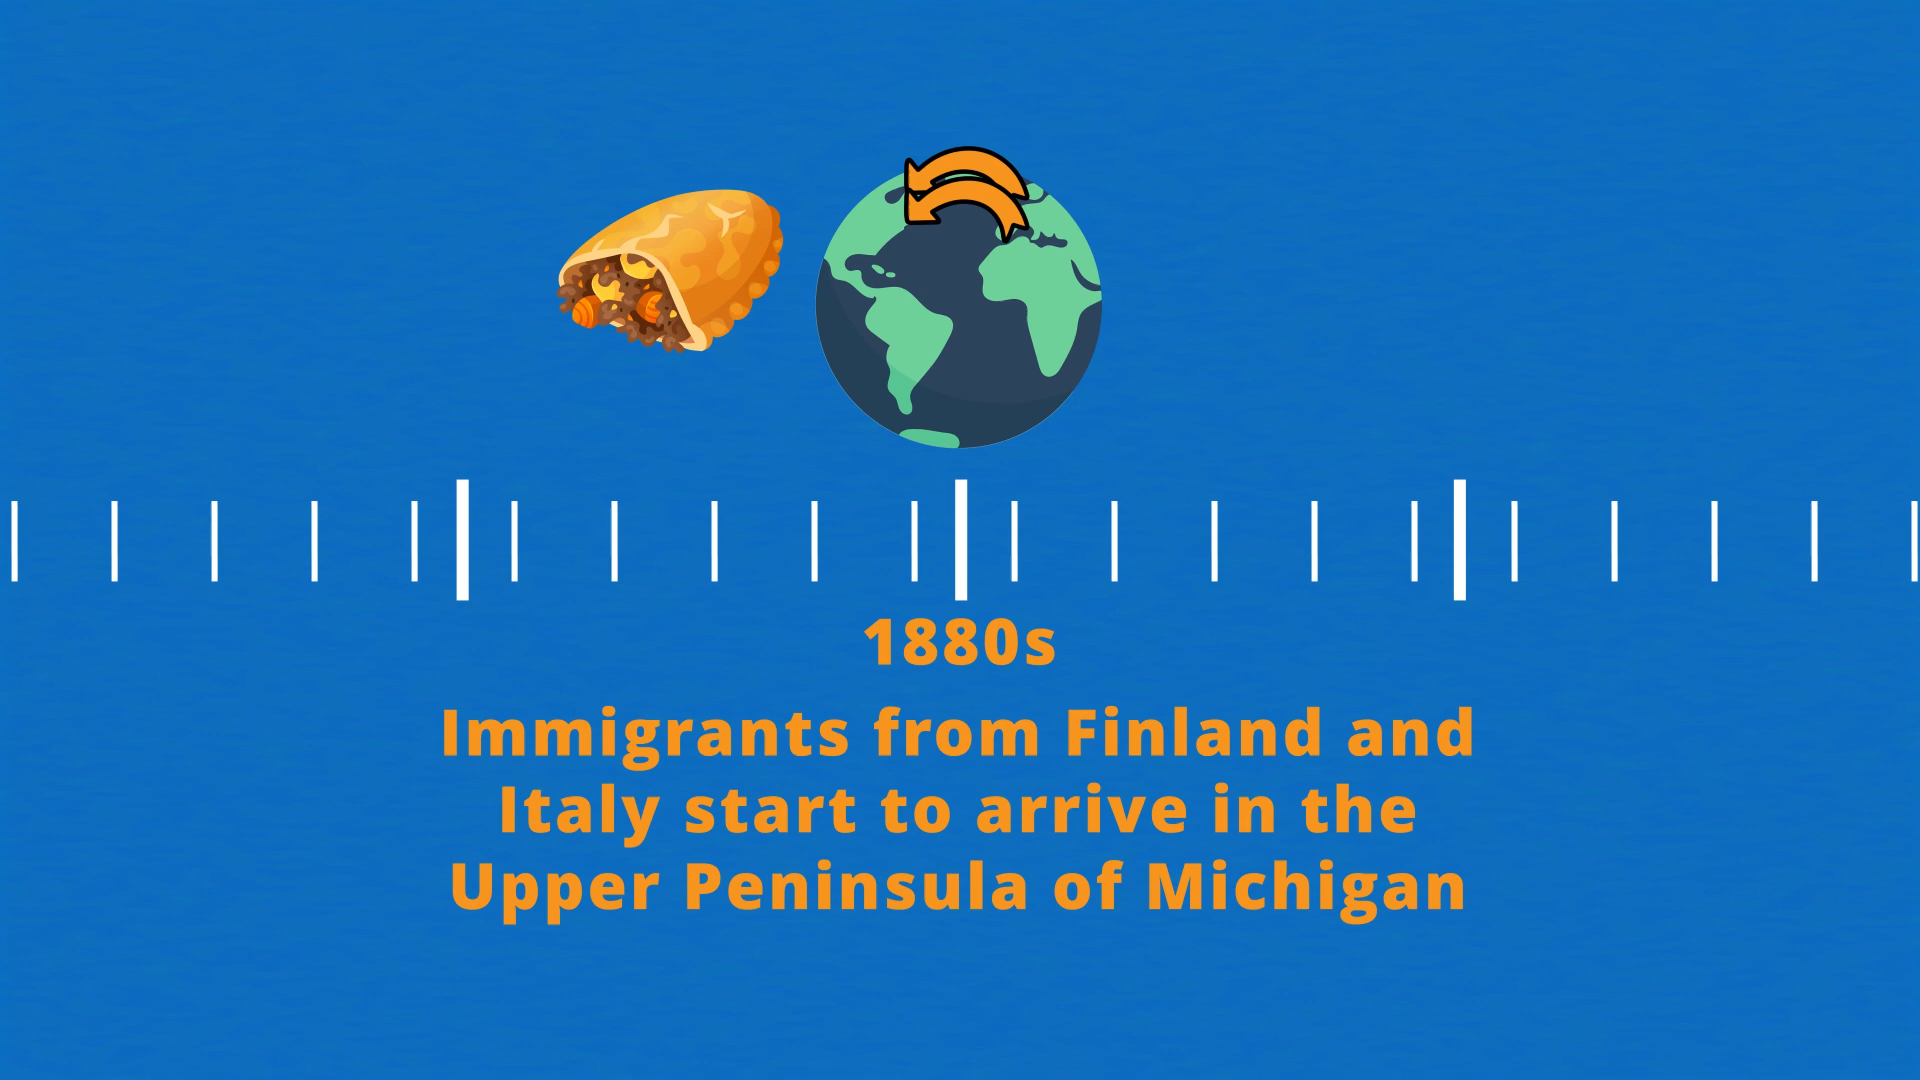 1880s
Immigrants from Finland and
Italy start to arrive in the
Upper Peninsula of Michigan